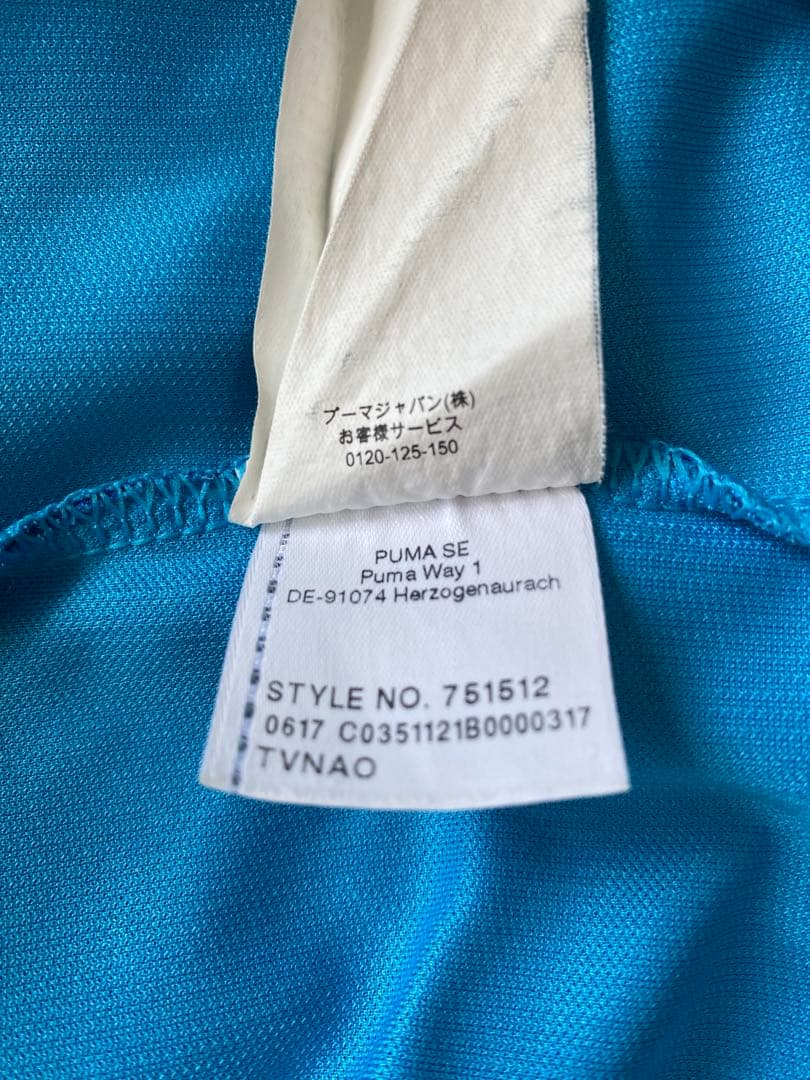 プーマジャパン(株)
お客様サービス
0120-125-150
PUMA SE
Puma Way 1
DE-91074 Herzogenaurach
STYLE NO. 751512
0617 C0351121B0000317
TVNAO